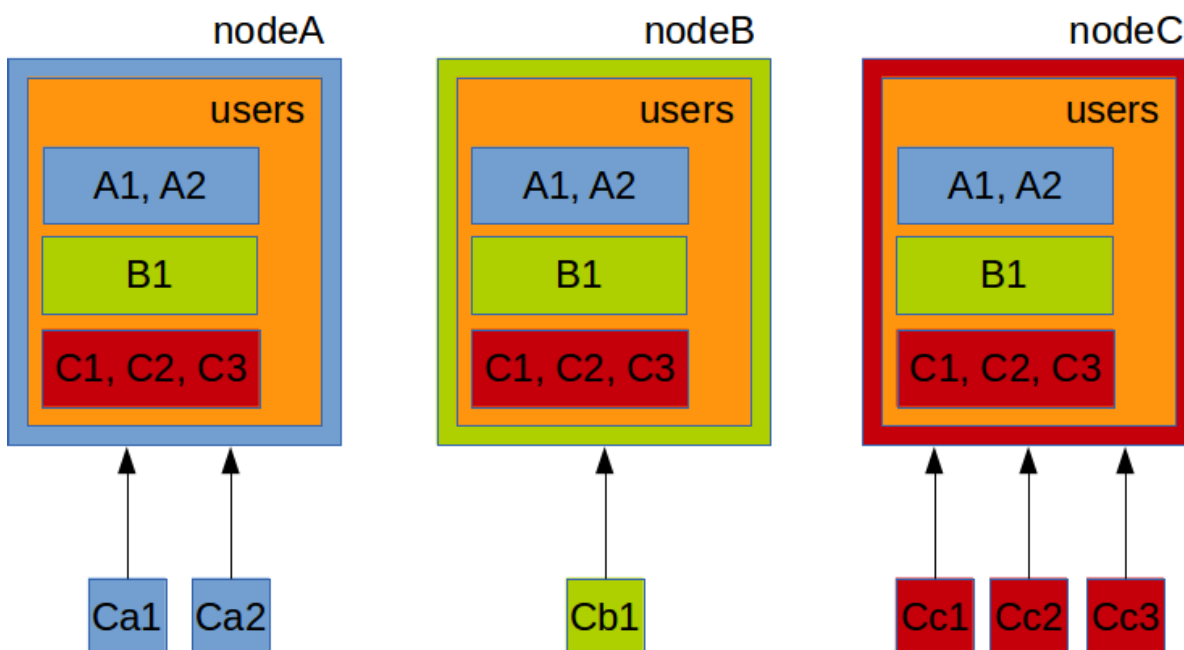 nodeA nodeB nodeC
users users users
A1, A2 A1, A2 A1, A2
B1 B1 B1
C1, C2, C3 C1, C2, C3 C1, C2, C3
Ca1 Ca2 Cb1 Cc1 Cc2 Cc3